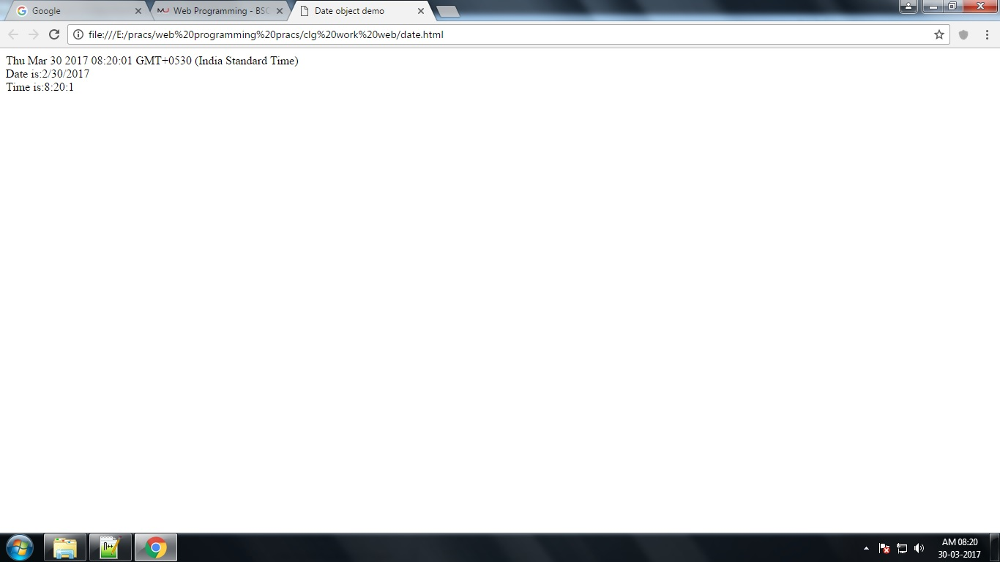 Google
Web Programming - BSC
Date object demo
file:///E:/pracs/web%20programming%20pracs/clg%20work%20web/date.html
Thu Mar 30 2017 08:20:01 GMT+0530 (India Standard Time)
Date is:2/30/2017
Time is:8:20:1
AM 08:20
30-03-2017